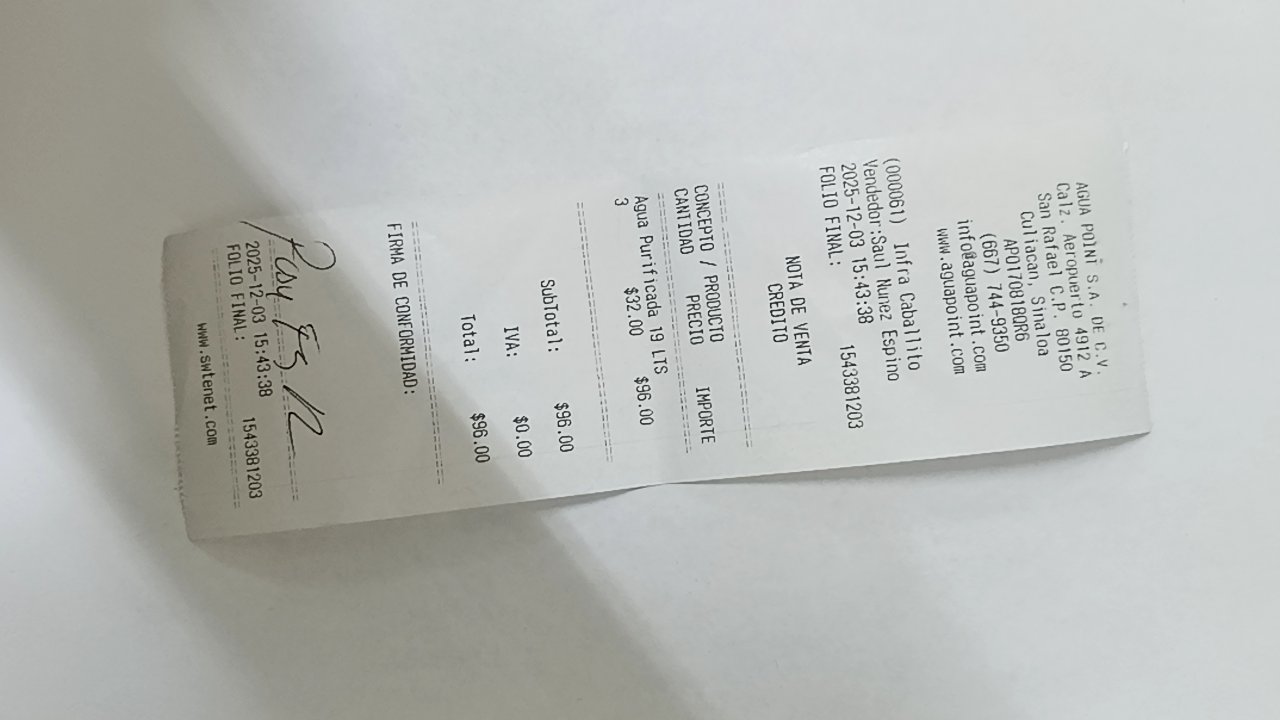 AGUA POINT S.A. DE C.V.
Calz. Aeropuerto 4912 A
San Rafael C.P. 80150
Culiacan, Sinaloa
APO170818QR6
(667) 744-9350
info@aguapoint.com
www.aguapoint.com
(000061) Infra Caballito
Vendedor:Saul Nunez Espino
2025-12-03 15:43:38
FOLIO FINAL: 1543381203
NOTA DE VENTA
CREDITO
CONCEPTO / PRODUCTO
CANTIDAD PRECIO IMPORTE
Agua Purificada 19 LTS
3 $32.00 $96.00
SubTotal: $96.00
IVA: $0.00
Total: $96.00
FIRMA DE CONFORMIDAD:
2025-12-03 15:43:38
FOLIO FINAL: 1543381203
www.swtenet.com